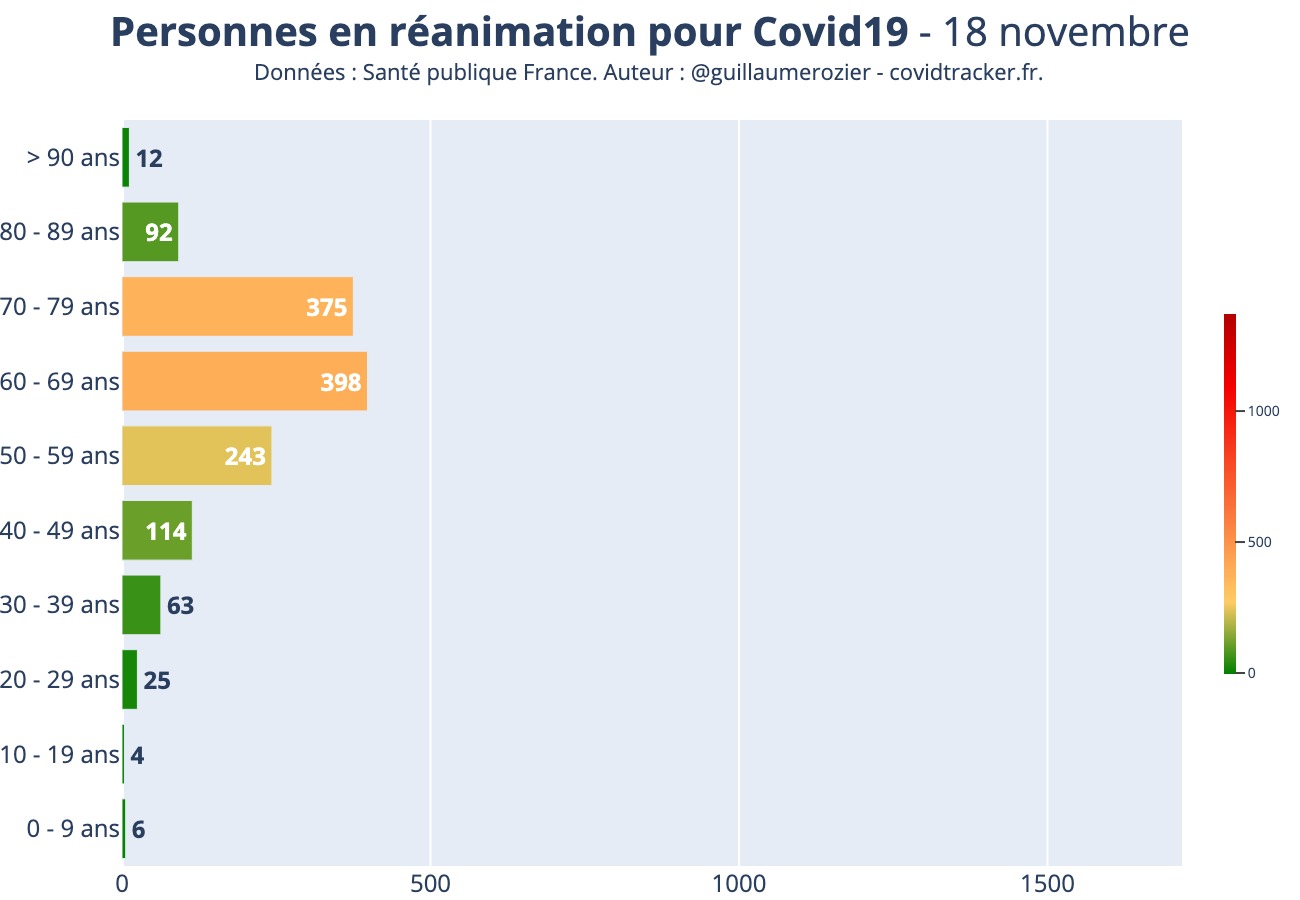 Personnes en réanimation pour Covid19 - 18 novembre
Données : Santé publique France. Auteur : @guillaumerozier - covidtracker.fr.
> 90 ans 12
80 - 89 ans 92
70 - 79 ans 375
60 - 69 ans 398
50 - 59 ans 243
40 - 49 ans 114
30 - 39 ans 63
20 - 29 ans 25
10 - 19 ans 4
0 - 9 ans 6
0 500 1000 1500
1000
500
0